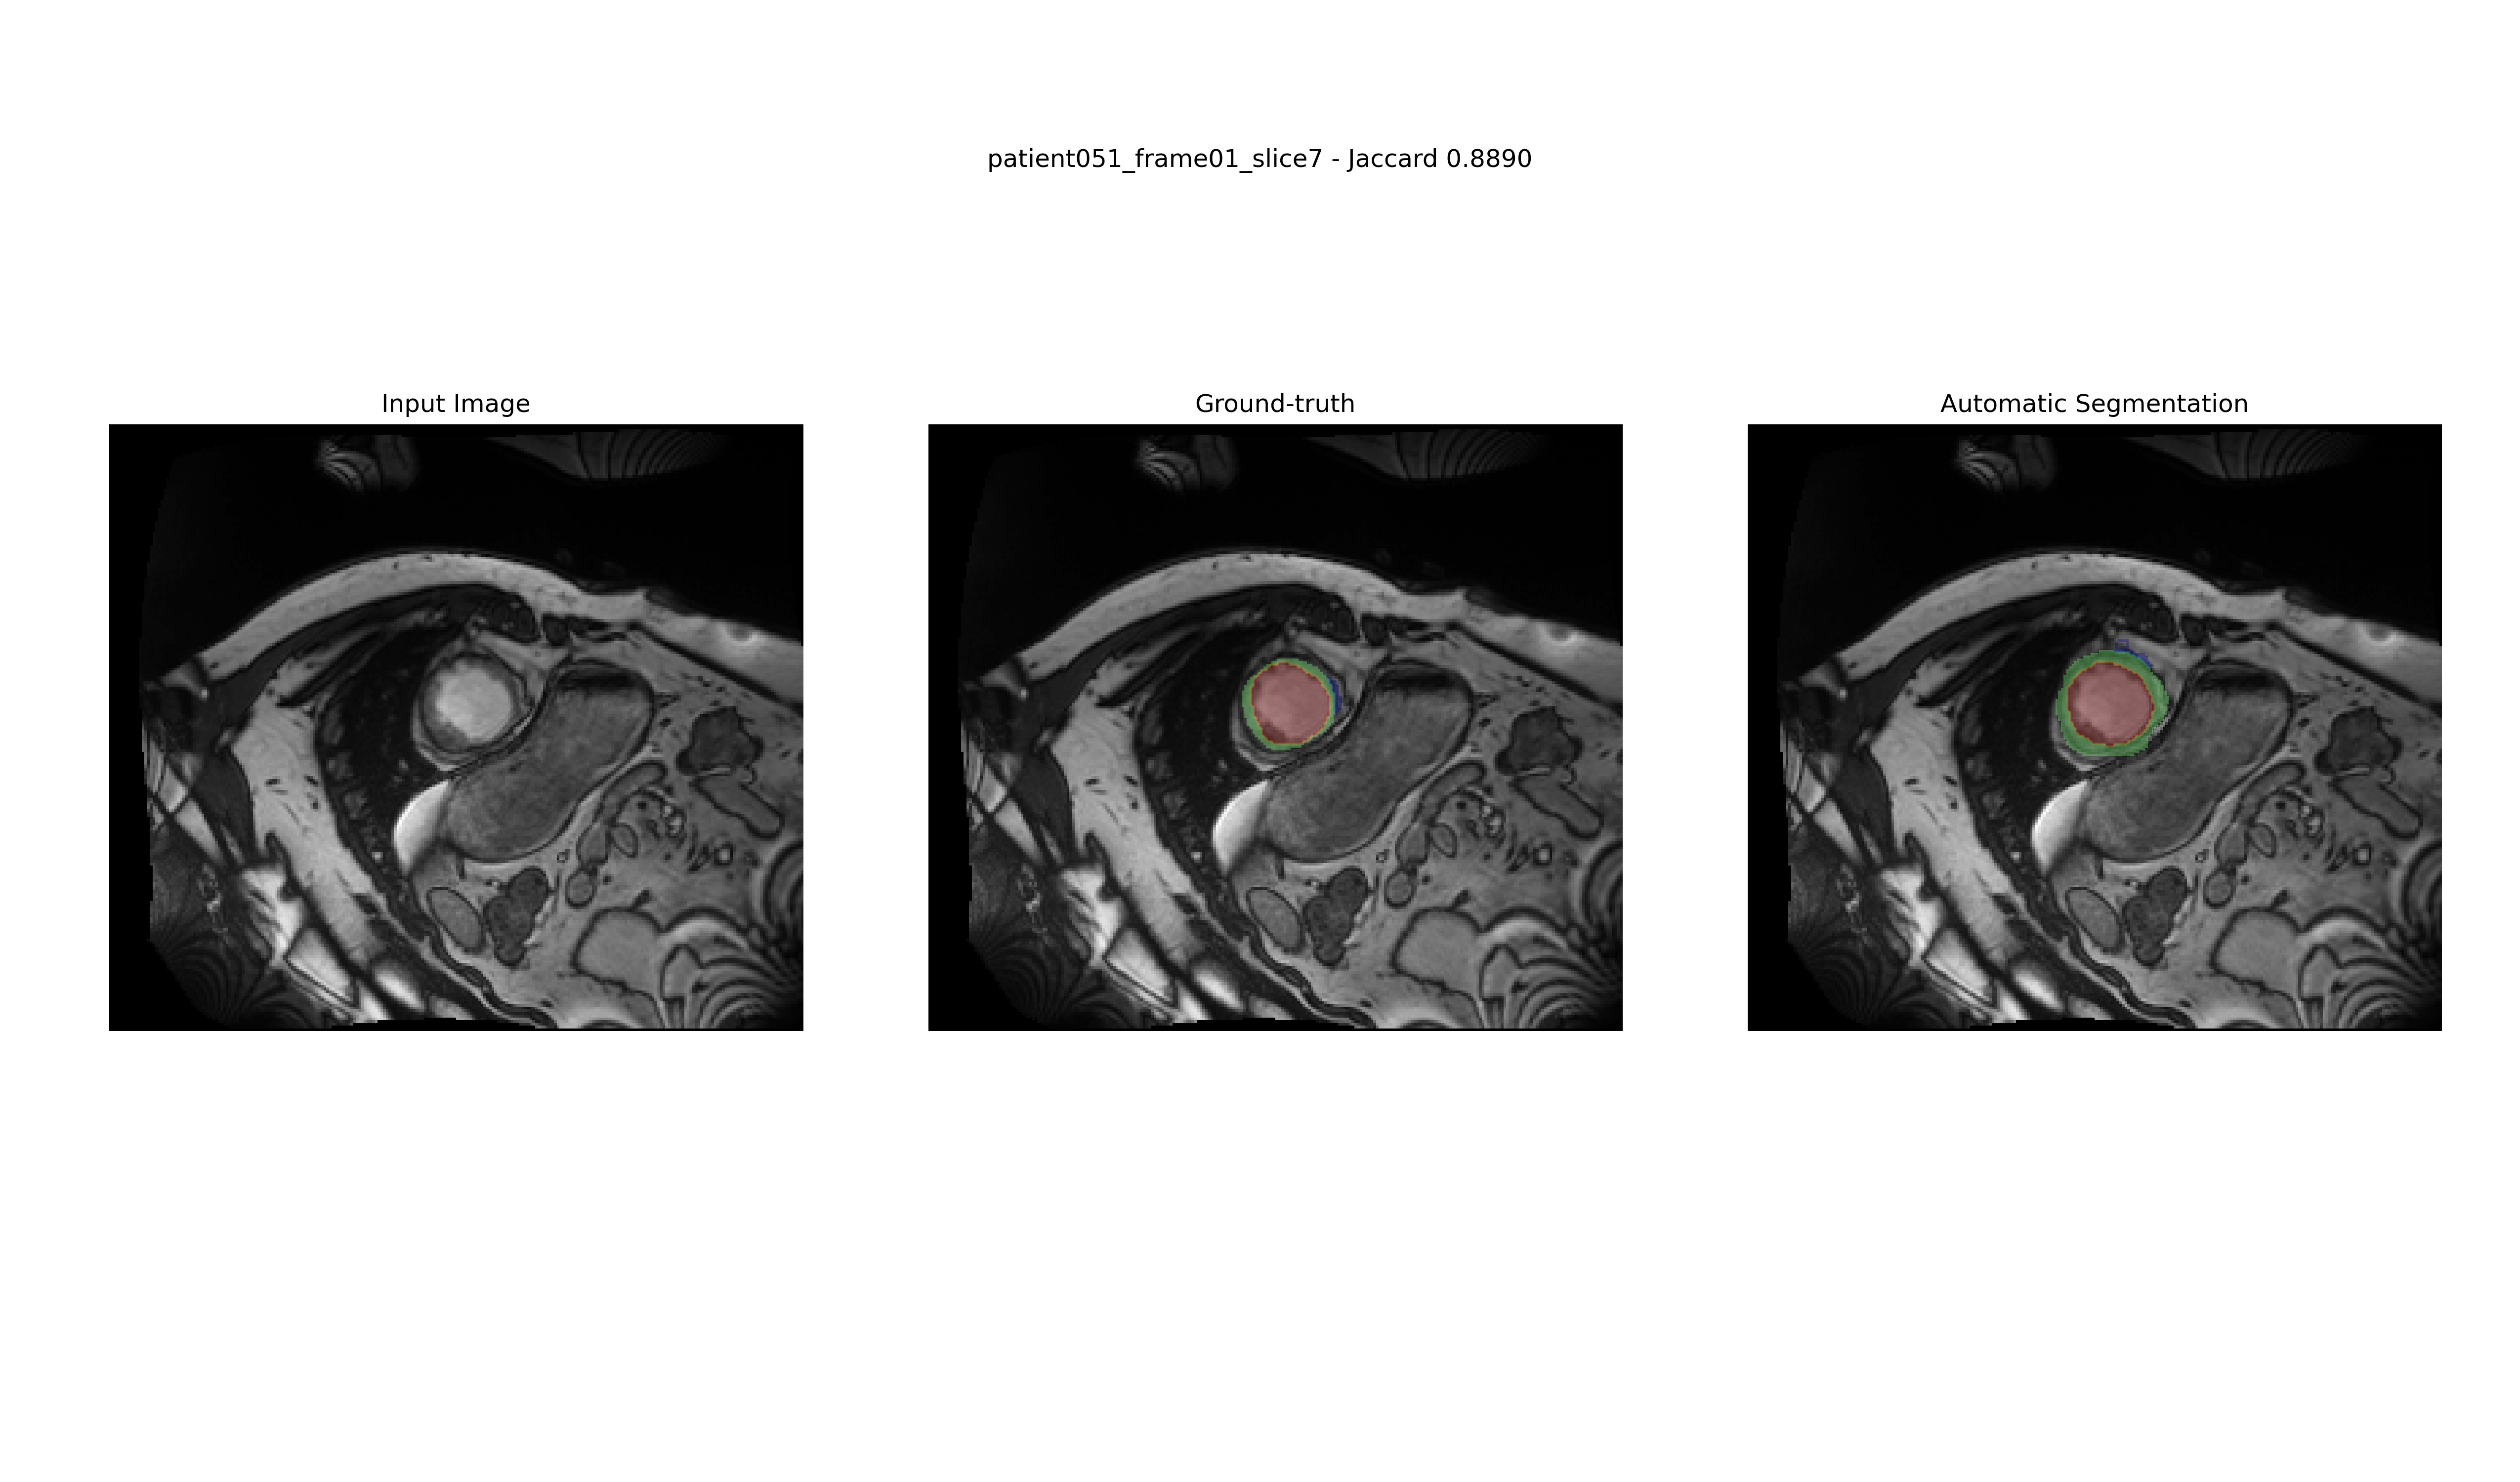 patient051_frame01_slice7 - Jaccard 0.8890
Input Image
Ground-truth
Automatic Segmentation